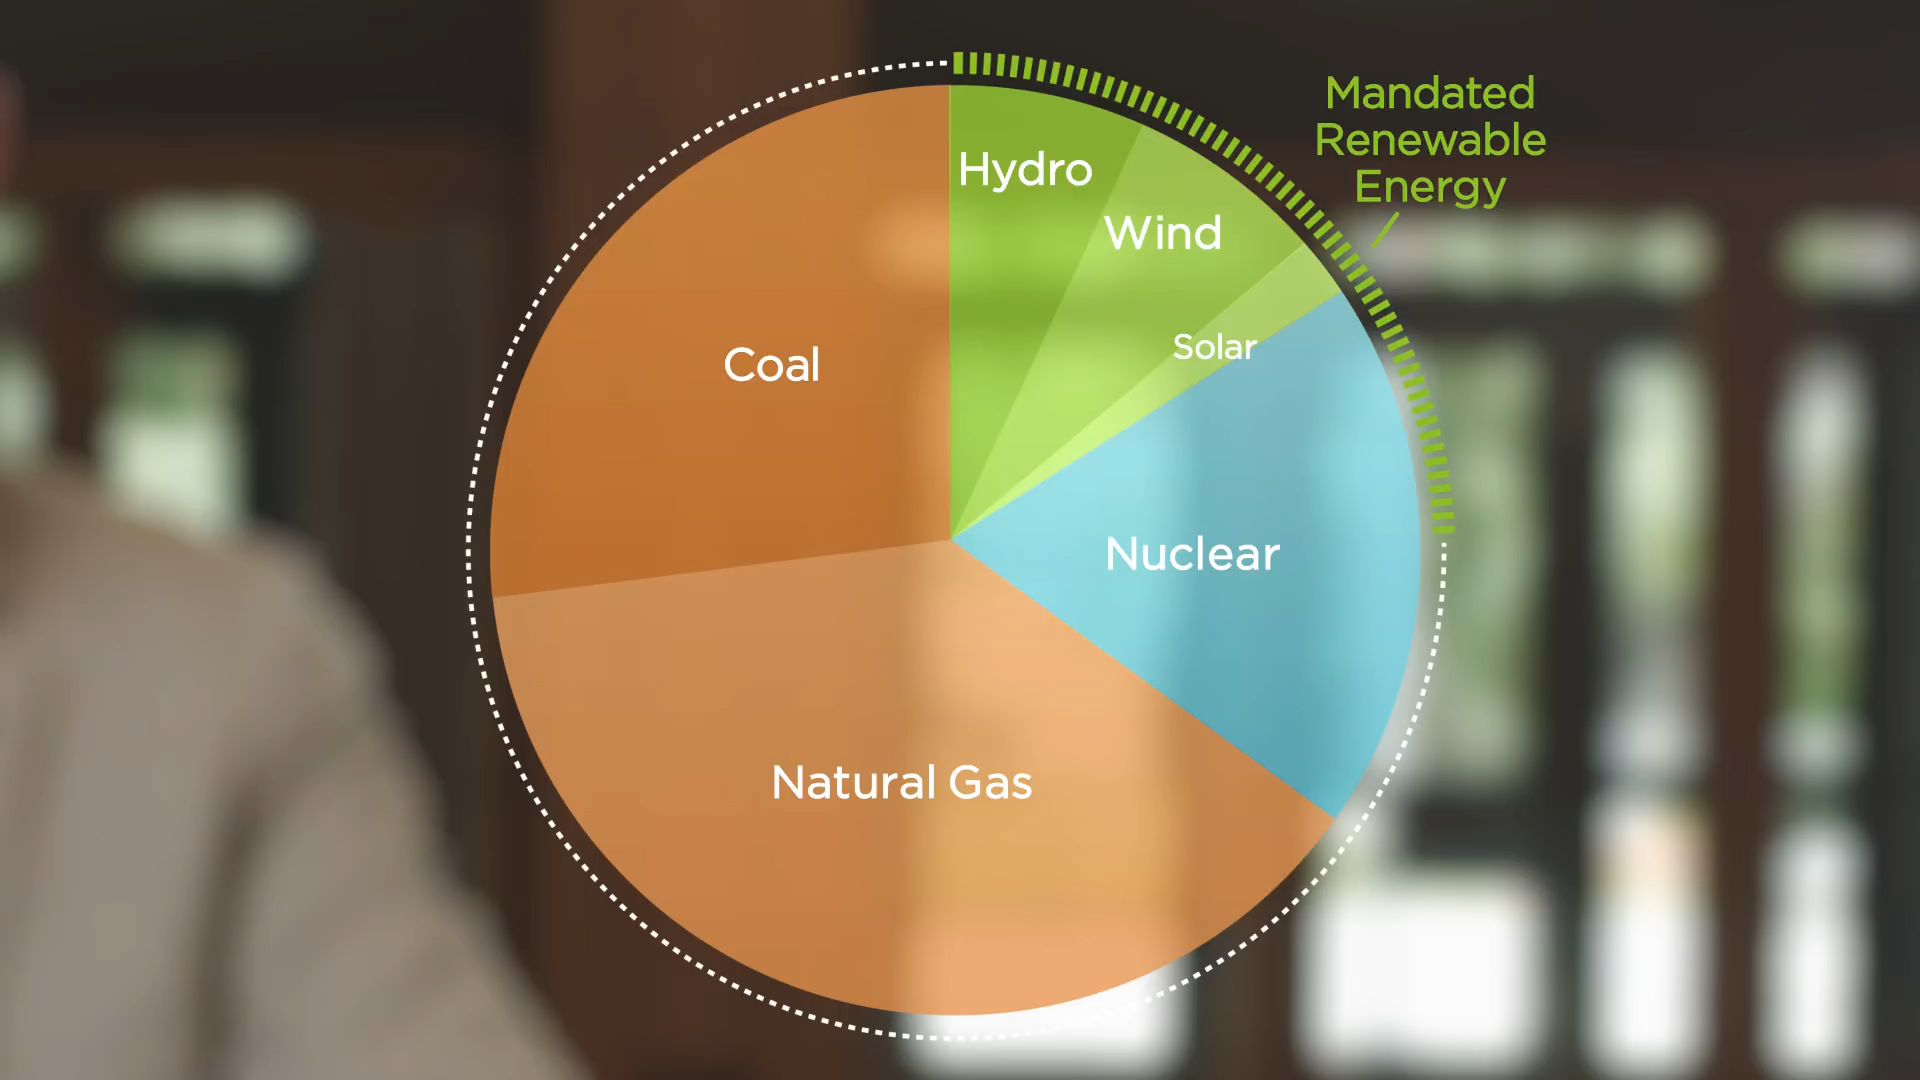 Mandated
Renewable
Energy
Hydro
Wind
Solar
Coal
Nuclear
Natural Gas